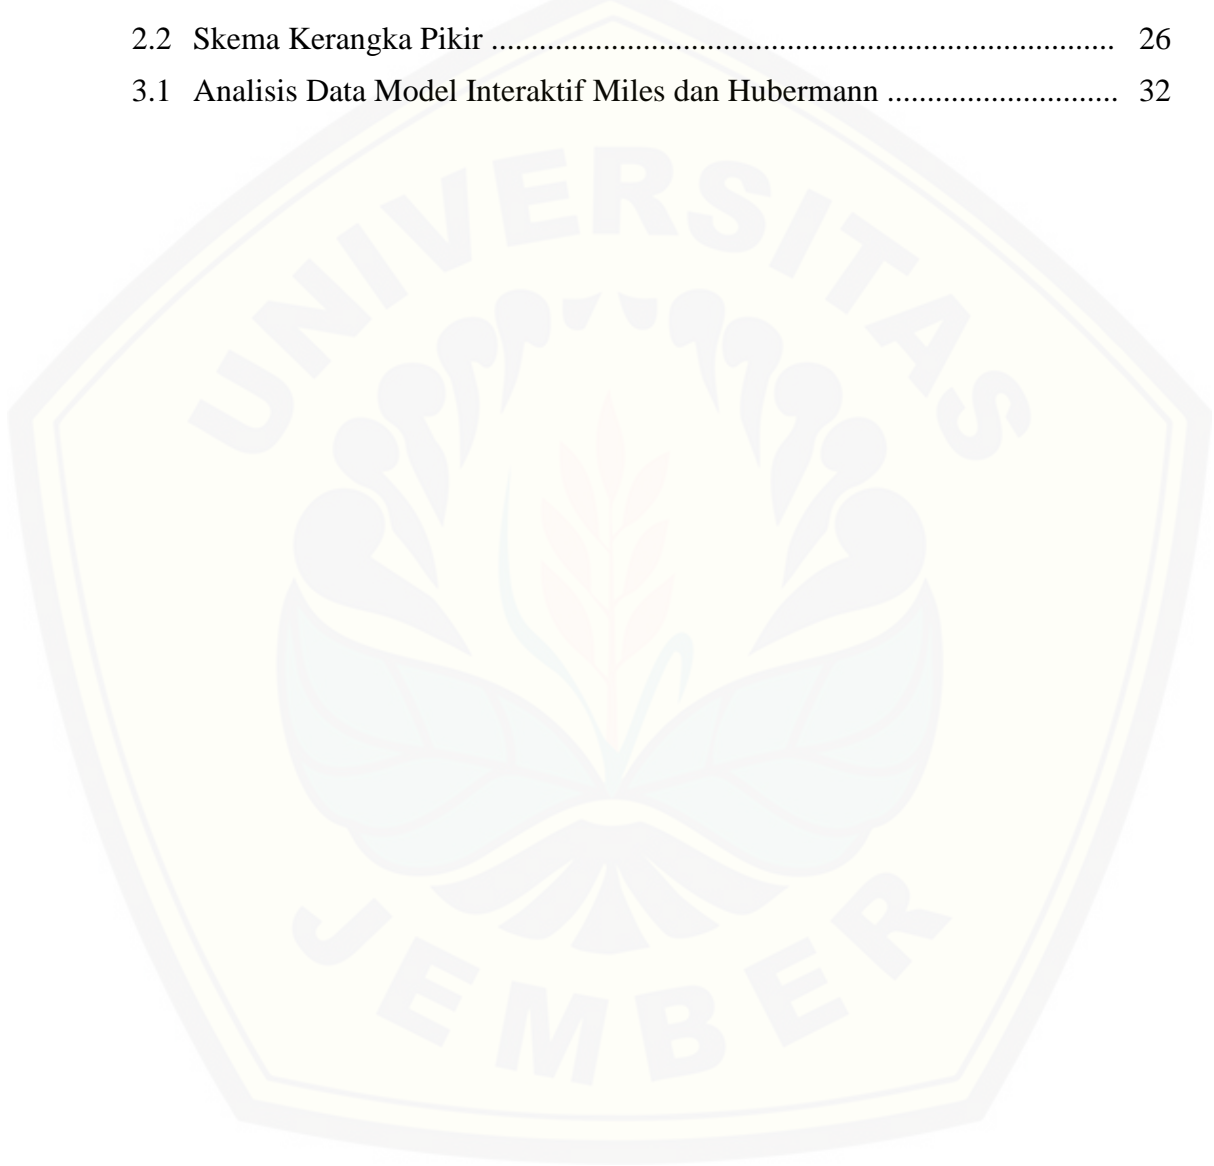 2.2 Skema Kerangka Pikir .............................................................................. 26
3.1 Analisis Data Model Interaktif Miles dan Hubermann ............................. 32
UNIVERSITAS
JEMBER